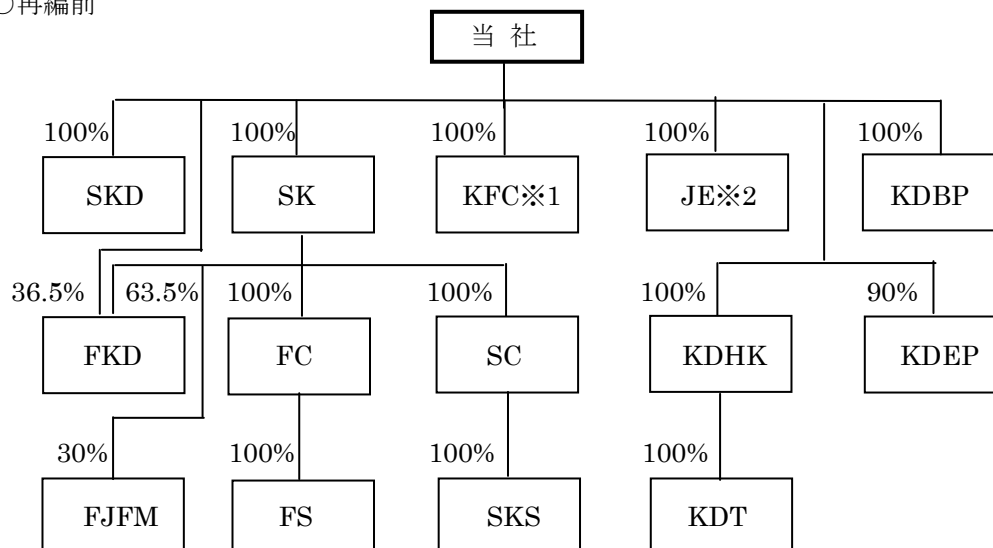 ○再編前
当 社
100% 100% 100% 100% 100%
SKD SK KFC※1 JE※2 KDBP
36.5% 63.5% 100% 100% 100% 90%
FKD FC SC KDHK KDEP
30% 100% 100% 100%
FJFM FS SKS KDT